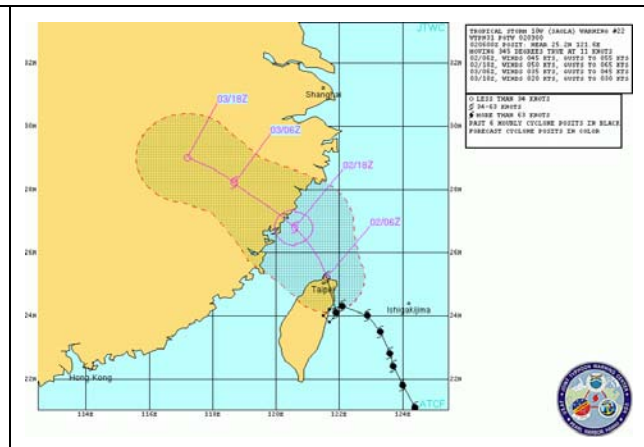 JTWC
TROPICAL STORM 10W (SAOLA) WARNING #22
WTPN31 PGTW 020900
020600Z POSIT: NEAR 25.2N 121.6E
MOVING 345 DEGREES TRUE AT 11 KNOTS
02/06Z, WINDS 045 KTS, GUSTS TO 055 KTS
02/18Z, WINDS 050 KTS, GUSTS TO 065 KTS
03/06Z, WINDS 035 KTS, GUSTS TO 045 KTS
03/18Z, WINDS 020 KTS, GUSTS TO 030 KTS
LESS THAN 34 KNOTS
34-63 KNOTS
MORE THAN 63 KNOTS
PAST 6 HOURLY CYCLONE POSITS IN BLACK
FORECAST CYCLONE POSITS IN COLOR
32N
30N
28N
26N
24N
22N
Shanghai
03/18Z
03/06Z
02/18Z
02/06Z
Taipei
Ishigakijima
Hong Kong
ATCF
114E
116E
118E
120E
122E
124E